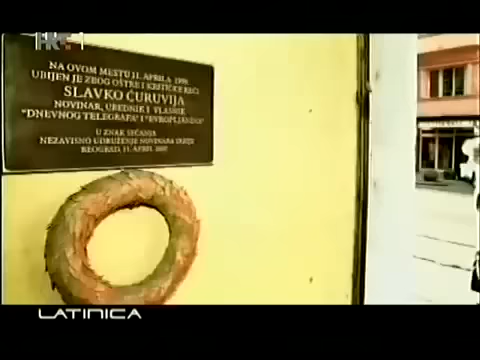 HRT
NA OVOM MESTU 11. APRILA 1999.
UBIJEN JE ZBOG OŠTRE I KRITIČKE REČI
SLAVKO ĆURUVIJA
NOVINAR, UREDNIK I VLASNIK
"DNEVNOG TELEGRAFA" I "EVROPLJANINA"
U ZNAK SEĆANJA
NEZAVISNO UDRUŽENJE NOVINARA SRBIJE
BEOGRAD, 11. APRIL
LATINICA